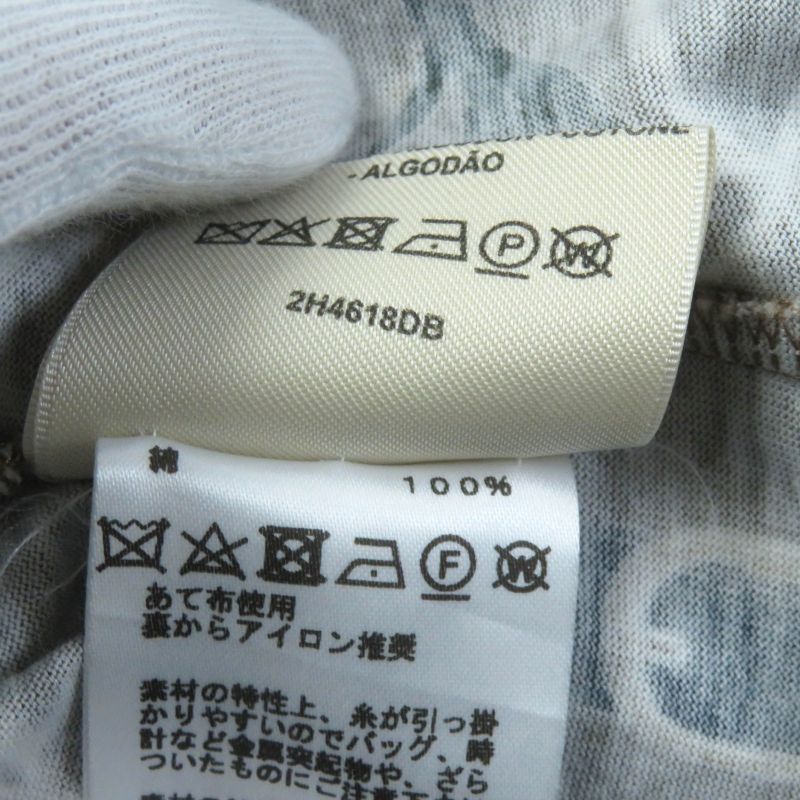 COTONE
- ALGODÃO
P W
2H4618DB
綿 100%
F W
あて布使用
裏からアイロン推奨
素材の特性上、糸が引っ掛
かりやすいのでバッグ、時
計など金属突起物や、ざら
ついたものにご注意下